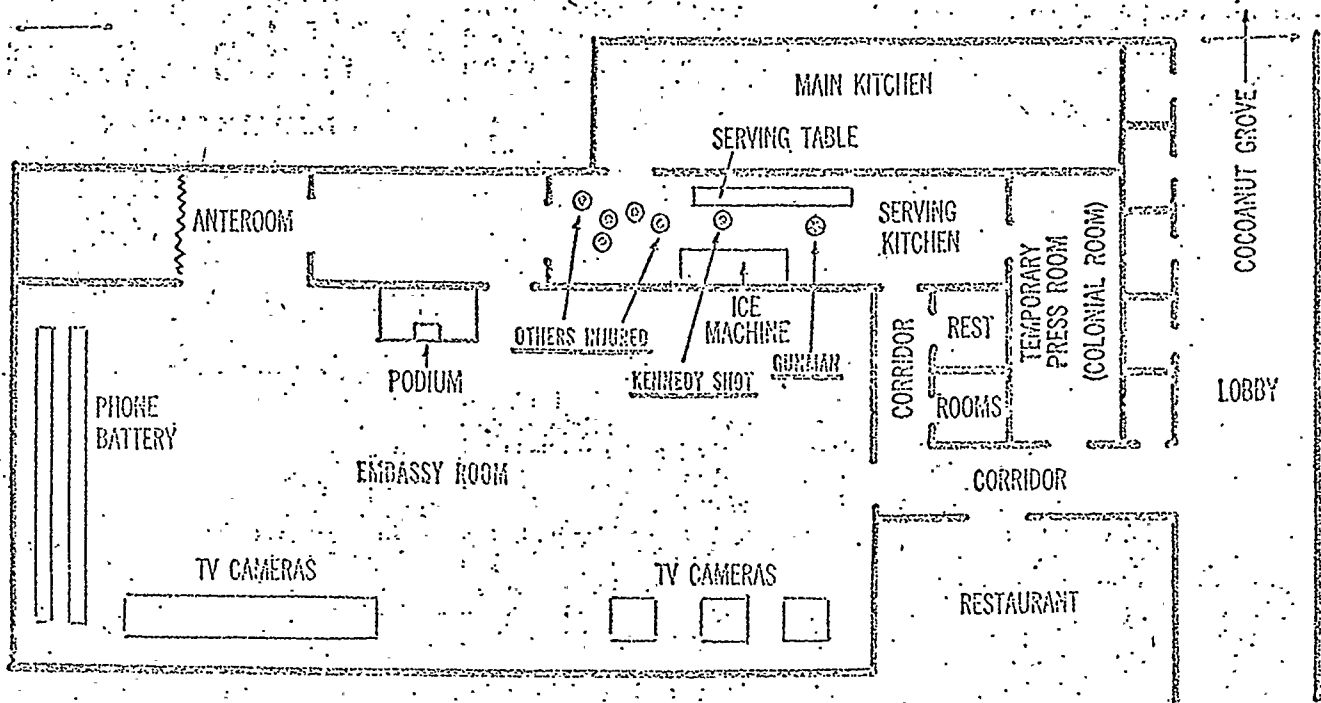 MAIN KITCHEN
SERVING TABLE
ANTEROOM
SERVING
KITCHEN
TEMPORARY
PRESS ROOM
(COLONIAL ROOM)
COCOANUT GROVE
OTHERS INJURED
ICE
MACHINE
KENNEDY SHOT
GUNMAN
PODIUM
CORRIDOR
REST
ROOMS
LOBBY
PHONE
BATTERY
EMBASSY ROOM
CORRIDOR
TV CAMERAS
TV CAMERAS
RESTAURANT